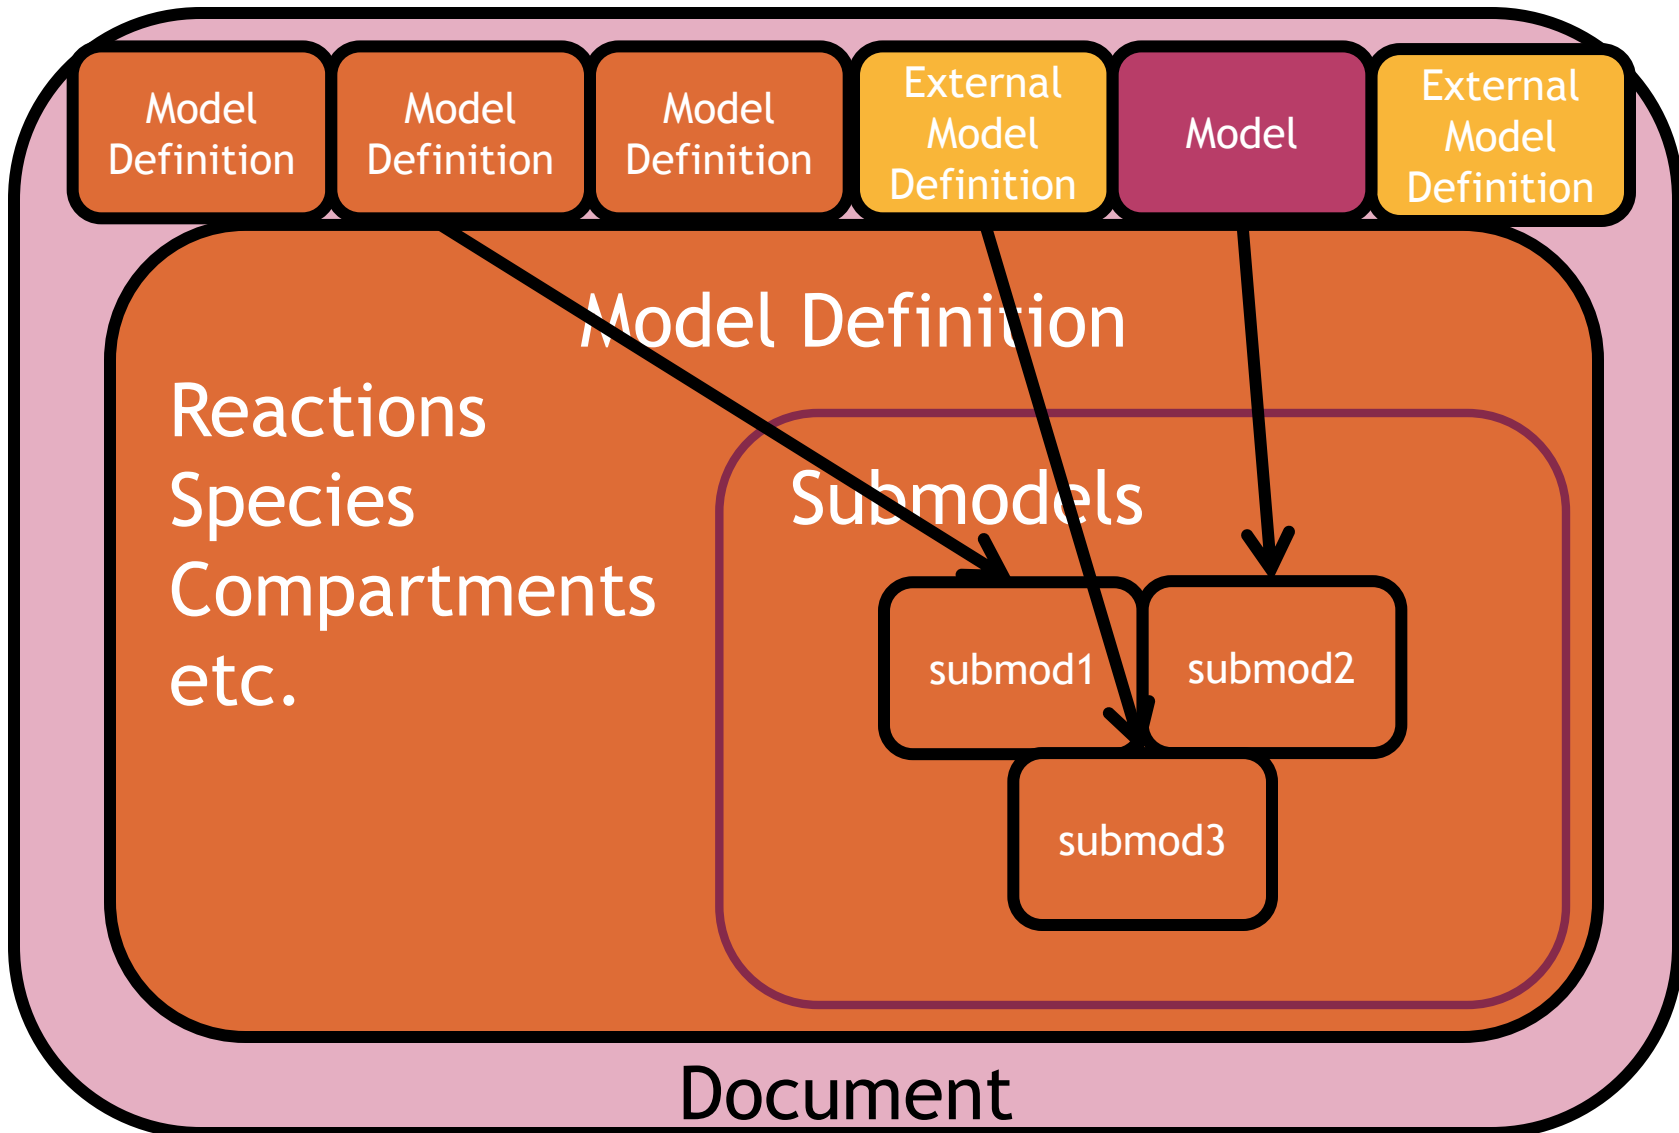 Model
Definition
Model
Definition
Model
Definition
External
Model
Definition
Model
External
Model
Definition
Model Definition
Reactions
Species
Compartments
etc.
Submodels
submod1
submod2
submod3
Document